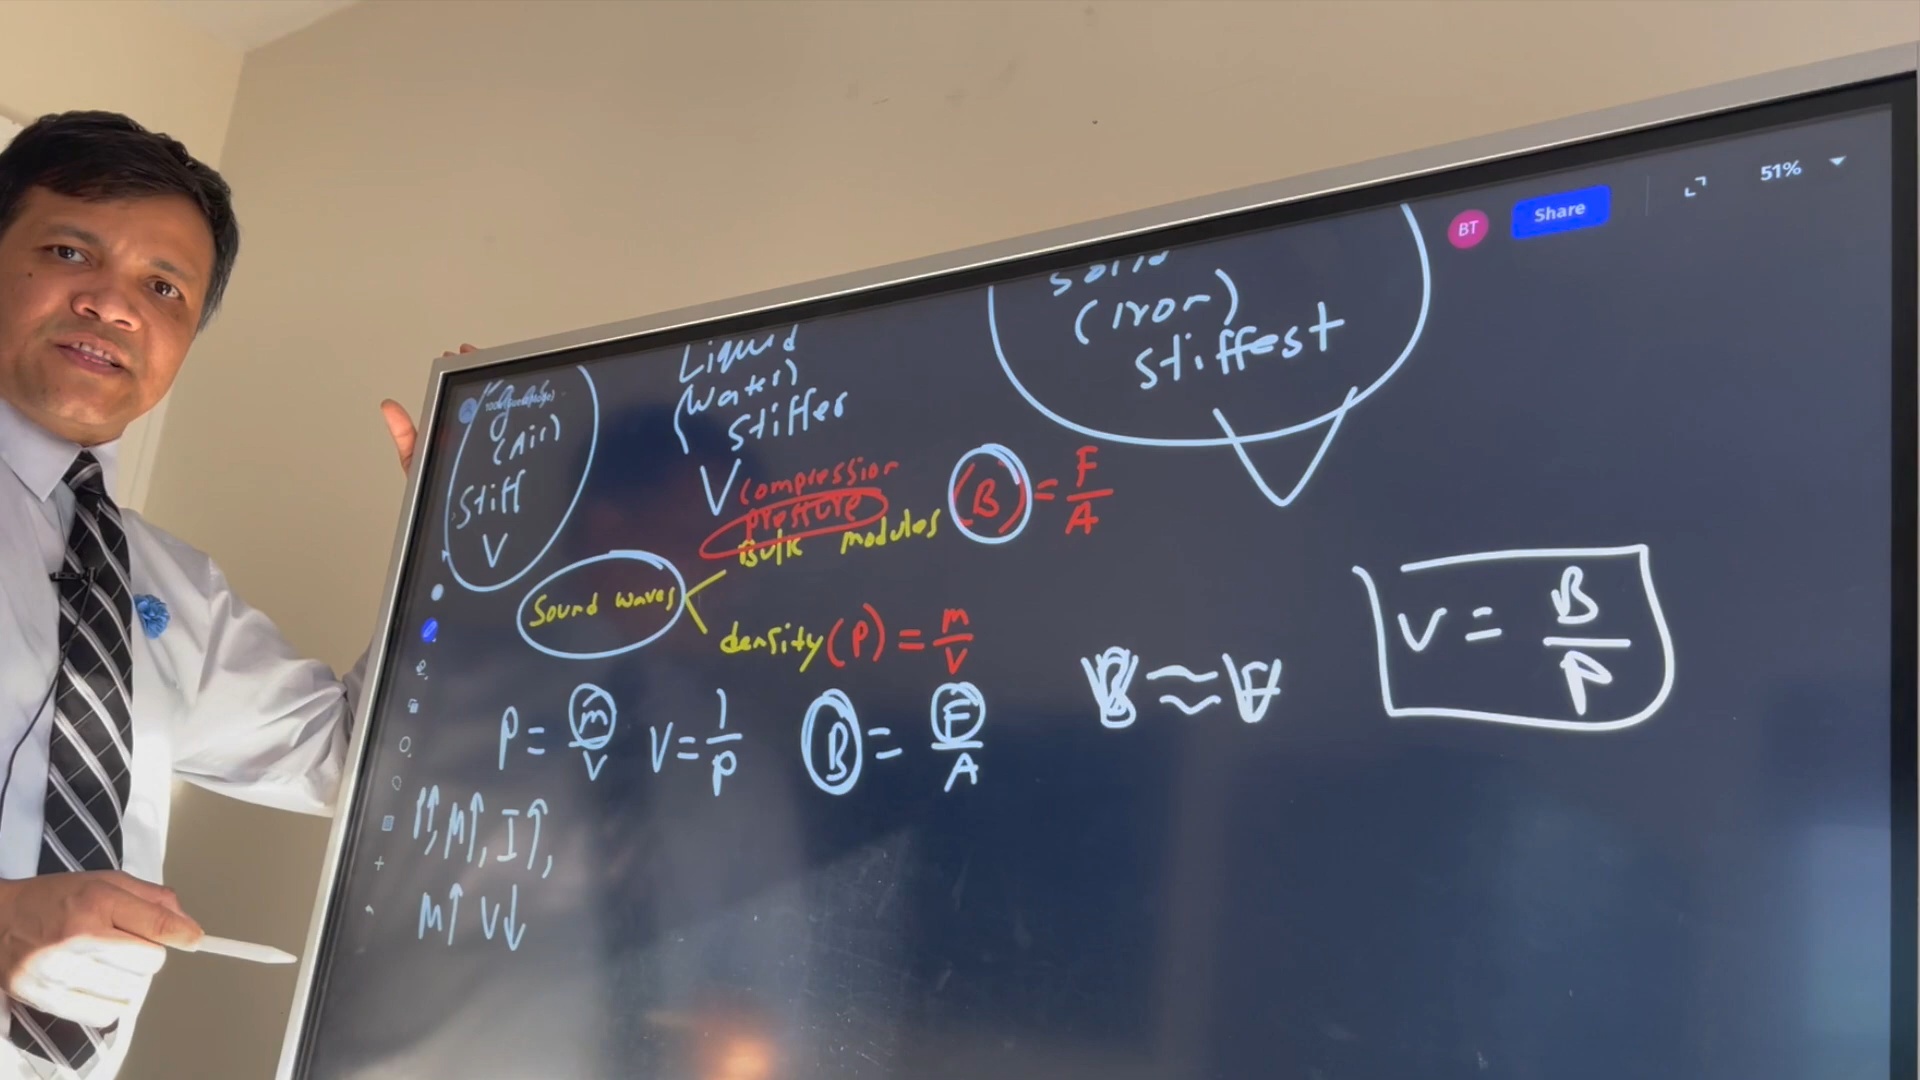 51%
Share
BT
solid
(Iron)
stiffest
Liquid
(water)
stiffer
V
gas
(Air)
Stiff
V
compression
pressure
Bulk modules (B) = F/A
Sound waves
density (P) = m/V
V = B/P
P = m/V V = 1/P B = F/A
≈
M↑, I↑,
M↑ V↓